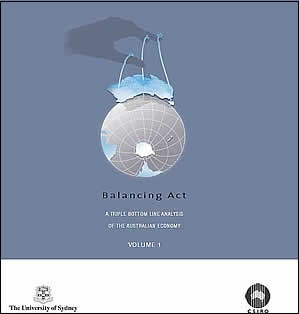 Balancing Act
A TRIPLE BOTTOM LINE ANALYSIS
OF THE AUSTRALIAN ECONOMY
VOLUME 1
The University of Sydney
CSIRO